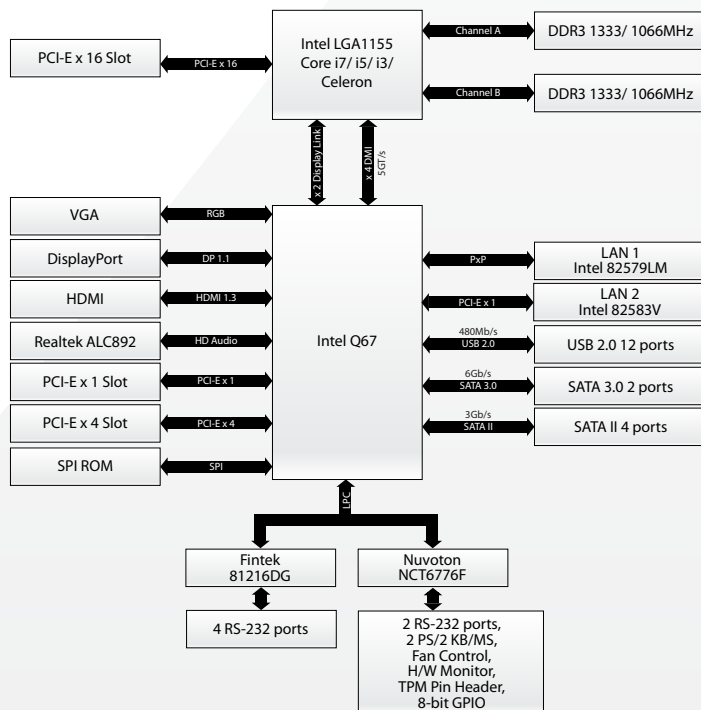 PCI-E x 16 Slot
PCI-E x 16
Intel LGA1155
Core i7/ i5/ i3/
Celeron
Channel A
DDR3 1333/ 1066MHz
Channel B
DDR3 1333/ 1066MHz
x 2 Display Link
x 4 DMI
5GT/s
VGA
RGB
DisplayPort
DP 1.1
HDMI
HDMI 1.3
Realtek ALC892
HD Audio
PCI-E x 1 Slot
PCI-E x 1
PCI-E x 4 Slot
PCI-E x 4
SPI ROM
SPI
Intel Q67
PxP
LAN 1
Intel 82579LM
PCI-E x 1
LAN 2
Intel 82583V
480Mb/s
USB 2.0
USB 2.0 12 ports
6Gb/s
SATA 3.0
SATA 3.0 2 ports
3Gb/s
SATA II
SATA II 4 ports
LPC
Fintek
81216DG
4 RS-232 ports
Nuvoton
NCT6776F
2 RS-232 ports,
2 PS/2 KB/MS,
Fan Control,
H/W Monitor,
TPM Pin Header,
8-bit GPIO